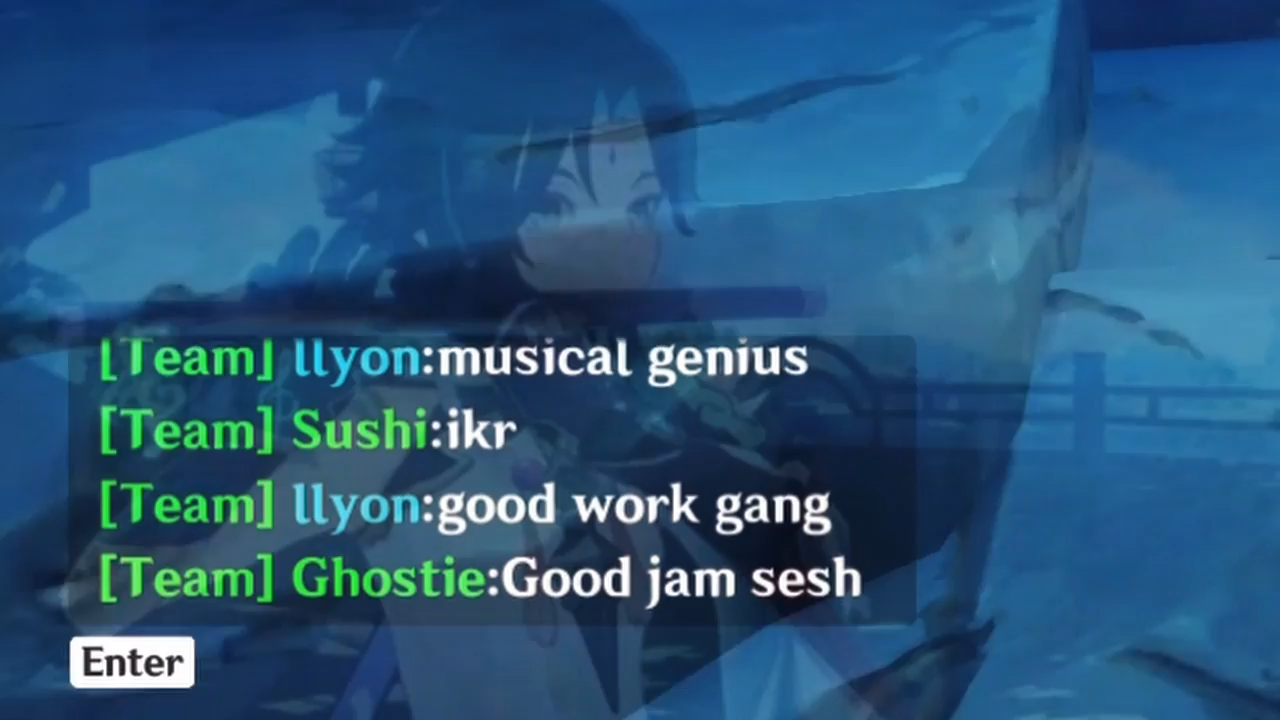 [Team] llyon:musical genius
[Team] Sushi:ikr
[Team] llyon:good work gang
[Team] Ghostie:Good jam sesh
Enter